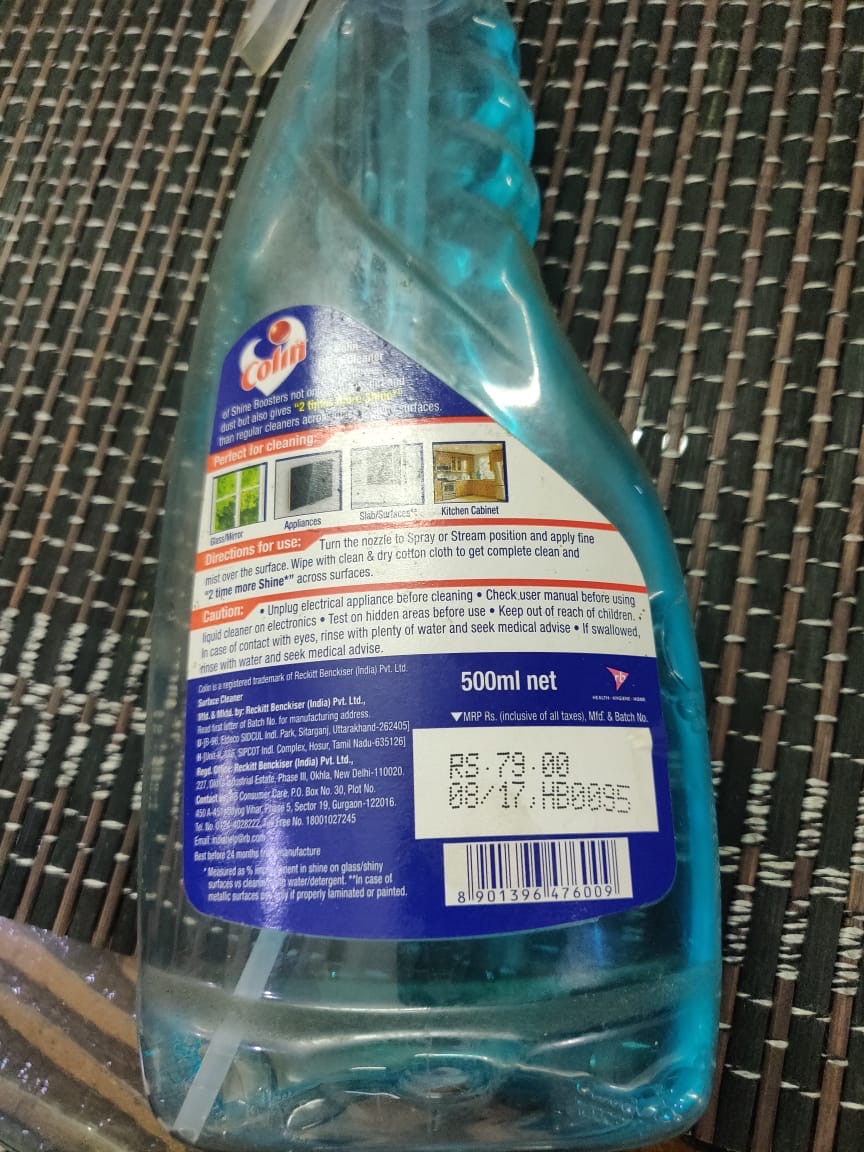 Colin
of Shine Boosters not
dust but also gives "2
than regular cleaners surfaces.
Perfect for cleaning:
Glass/Mirror
Appliances
Slab/Surfaces**
Kitchen Cabinet
Directions for use: Turn the nozzle to Spray or Stream position and apply fine
mist over the surface. Wipe with clean & dry cotton cloth to get complete clean and
"2 time more Shine*" across surfaces.
Caution: • Unplug electrical appliance before cleaning • Check user manual before using
liquid cleaner on electronics • Test on hidden areas before use • Keep out of reach of children. •
In case of contact with eyes, rinse with plenty of water and seek medical advise • If swallowed,
rinse with water and seek medical advise.
Colin is a registered trademark of Reckitt Benckiser (India) Pvt. Ltd.
Surface Cleaner
Mfd. & Mktd. by: Reckitt Benckiser (India) Pvt. Ltd.,
Read first letter of Batch No. for manufacturing address.
Eldeco SIDCUL Indl. Park, Sitarganj, Uttarakhand-262405]
SIPCOT Indl. Complex, Hosur, Tamil Nadu-635126]
Regd. Office: Reckitt Benckiser (India) Pvt. Ltd.,
227, Okhla Industrial Estate, Phase III, Okhla, New Delhi-110020.
Contact Consumer Care, P.O. Box No. 30, Plot No.
Udyog Vihar, Phase 5, Sector 19, Gurgaon-122016.
Tel. No. Toll Free No. 18001027245
Email:
Best before 24 months from manufacture
* Measured as % improvement in shine on glass/shiny
surfaces vs cleaning water/detergent. **In case of
metallic surfaces only if properly laminated or painted.
500ml net
rb
HEALTH · HYGIENE · HOME
▼MRP Rs. (inclusive of all taxes), Mfd. & Batch No.
RS.79.00
08/17.HB0095
8 901396 476009